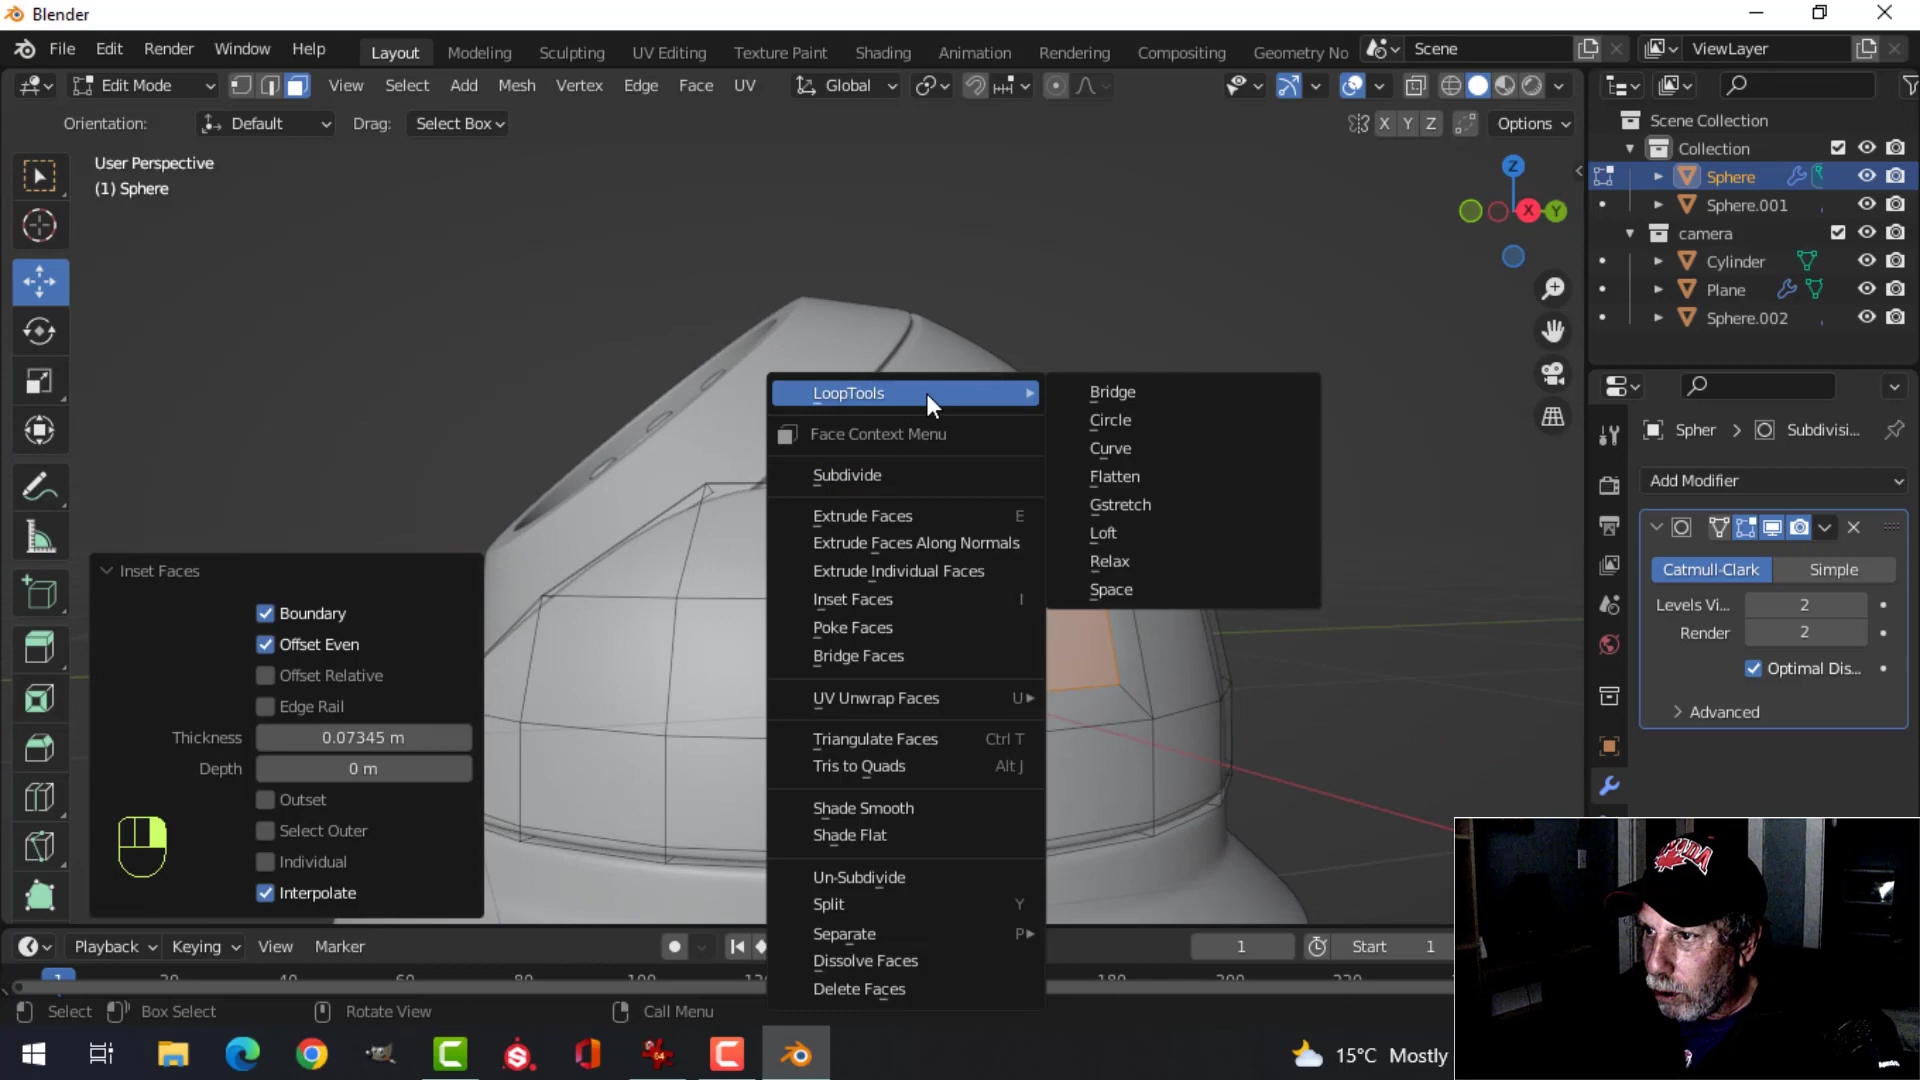 Blender
File Edit Render Window Help
Layout Modeling Sculpting UV Editing Texture Paint Shading Animation Rendering Compositing Geometry No
Scene
ViewLayer
Edit Mode
View Select Add Mesh Vertex Edge Face UV
Global
Orientation: Default Drag: Select Box
X Y Z Options
User Perspective
(1) Sphere
Z
X Y
Scene Collection
Collection
Sphere
Sphere.001
camera
Cylinder
Plane
Sphere.002
LoopTools
Face Context Menu
Subdivide
Extrude Faces E
Extrude Faces Along Normals
Extrude Individual Faces
Inset Faces I
Poke Faces
Bridge Faces
UV Unwrap Faces U
Triangulate Faces Ctrl T
Tris to Quads Alt J
Shade Smooth
Shade Flat
Un-Subdivide
Split Y
Separate P
Dissolve Faces
Delete Faces
Bridge
Circle
Curve
Flatten
Gstretch
Loft
Relax
Space
Inset Faces
Boundary
Offset Even
Offset Relative
Edge Rail
Thickness 0.07345 m
Depth 0 m
Outset
Select Outer
Individual
Interpolate
Spher > Subdivisi...
Add Modifier
Catmull-Clark Simple
Levels Vi... 2
Render 2
Optimal Dis...
Advanced
Playback Keying View Marker
1 Start 1
1
Select Box Select Rotate View Call Menu
15°C Mostly